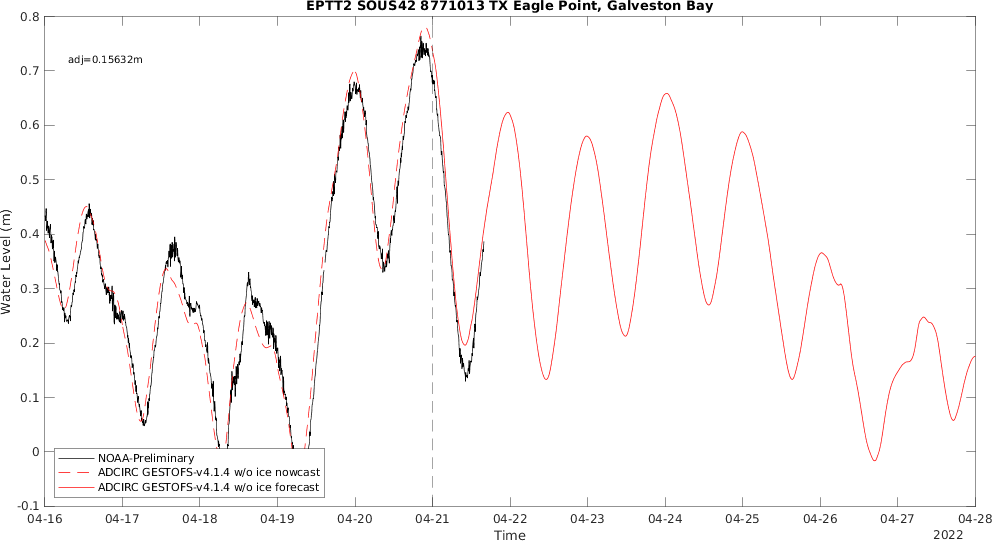 EPTT2 SOUS42 8771013 TX Eagle Point, Galveston Bay
0.8
adj=0.15632m
0.7
0.6
0.5
0.4
0.3
0.2
0.1
0
-0.1
Water Level (m)
NOAA-Preliminary
ADCIRC GESTOFS-v4.1.4 w/o ice nowcast
ADCIRC GESTOFS-v4.1.4 w/o ice forecast
04-16 04-17 04-18 04-19 04-20 04-21 04-22 04-23 04-24 04-25 04-26 04-27 04-28
Time
2022